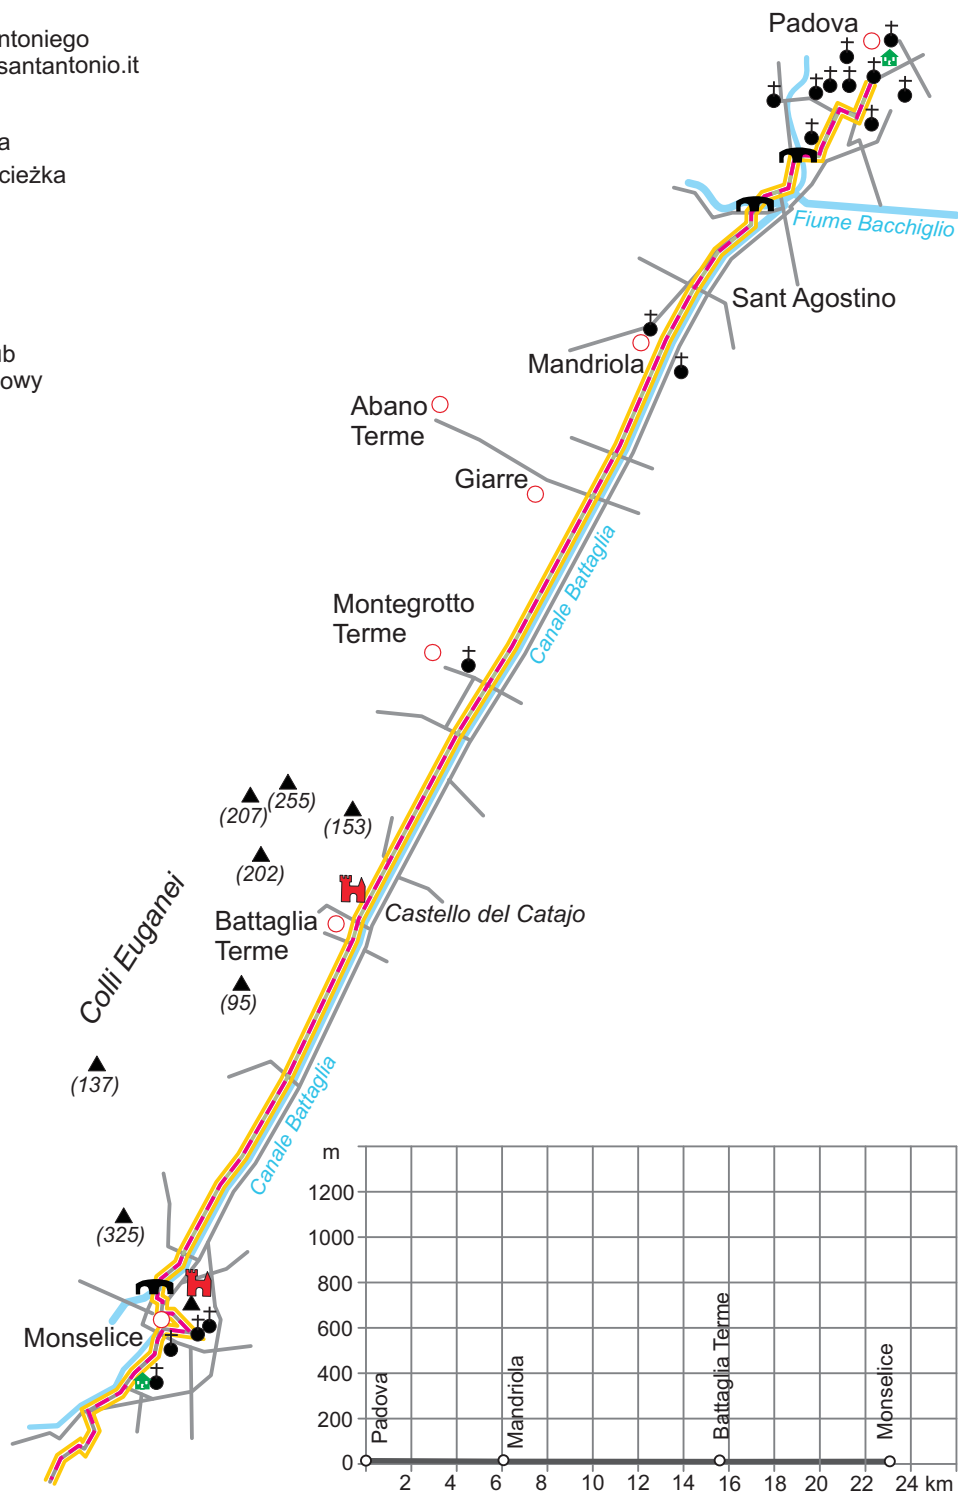 ntoniego
santantonio.it
a
cieżka
ub
owy
Padova
Fiume Bacchiglio
Sant Agostino
Mandriola
Abano
Terme
Giarre
Canale Battaglia
Montegrotto
Terme
(255)
(207)
(153)
(202)
Castello del Catajo
Battaglia
Terme
Colli Euganei
(95)
(137)
Canale Battaglia
(325)
Monselice
m
1200
1000
800
600
400
200
0
Padova
Mandriola
Battaglia Terme
Monselice
2 4 6 8 10 12 14 16 18 20 22 24 km